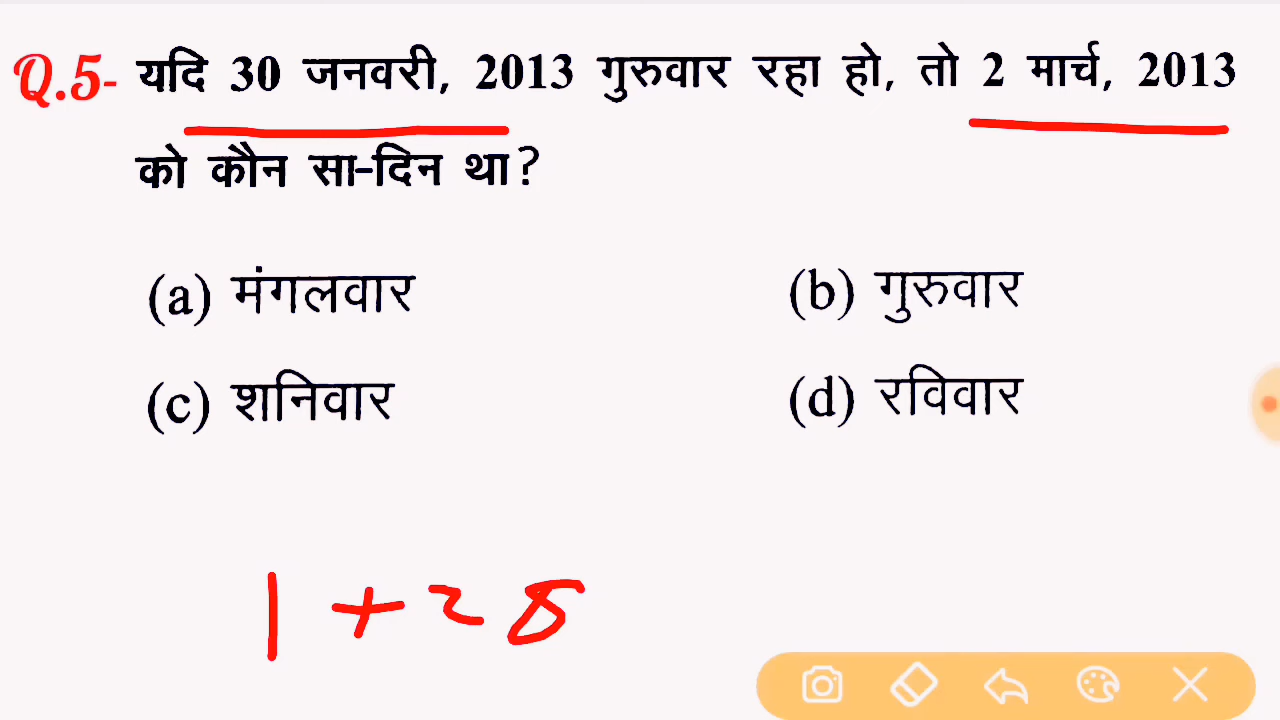 Q.5- यदि 30 जनवरी, 2013 गुरुवार रहा हो, तो 2 मार्च, 2013
को कौन सा-दिन था?
(a) मंगलवार (b) गुरुवार
(c) शनिवार (d) रविवार
1 + 28